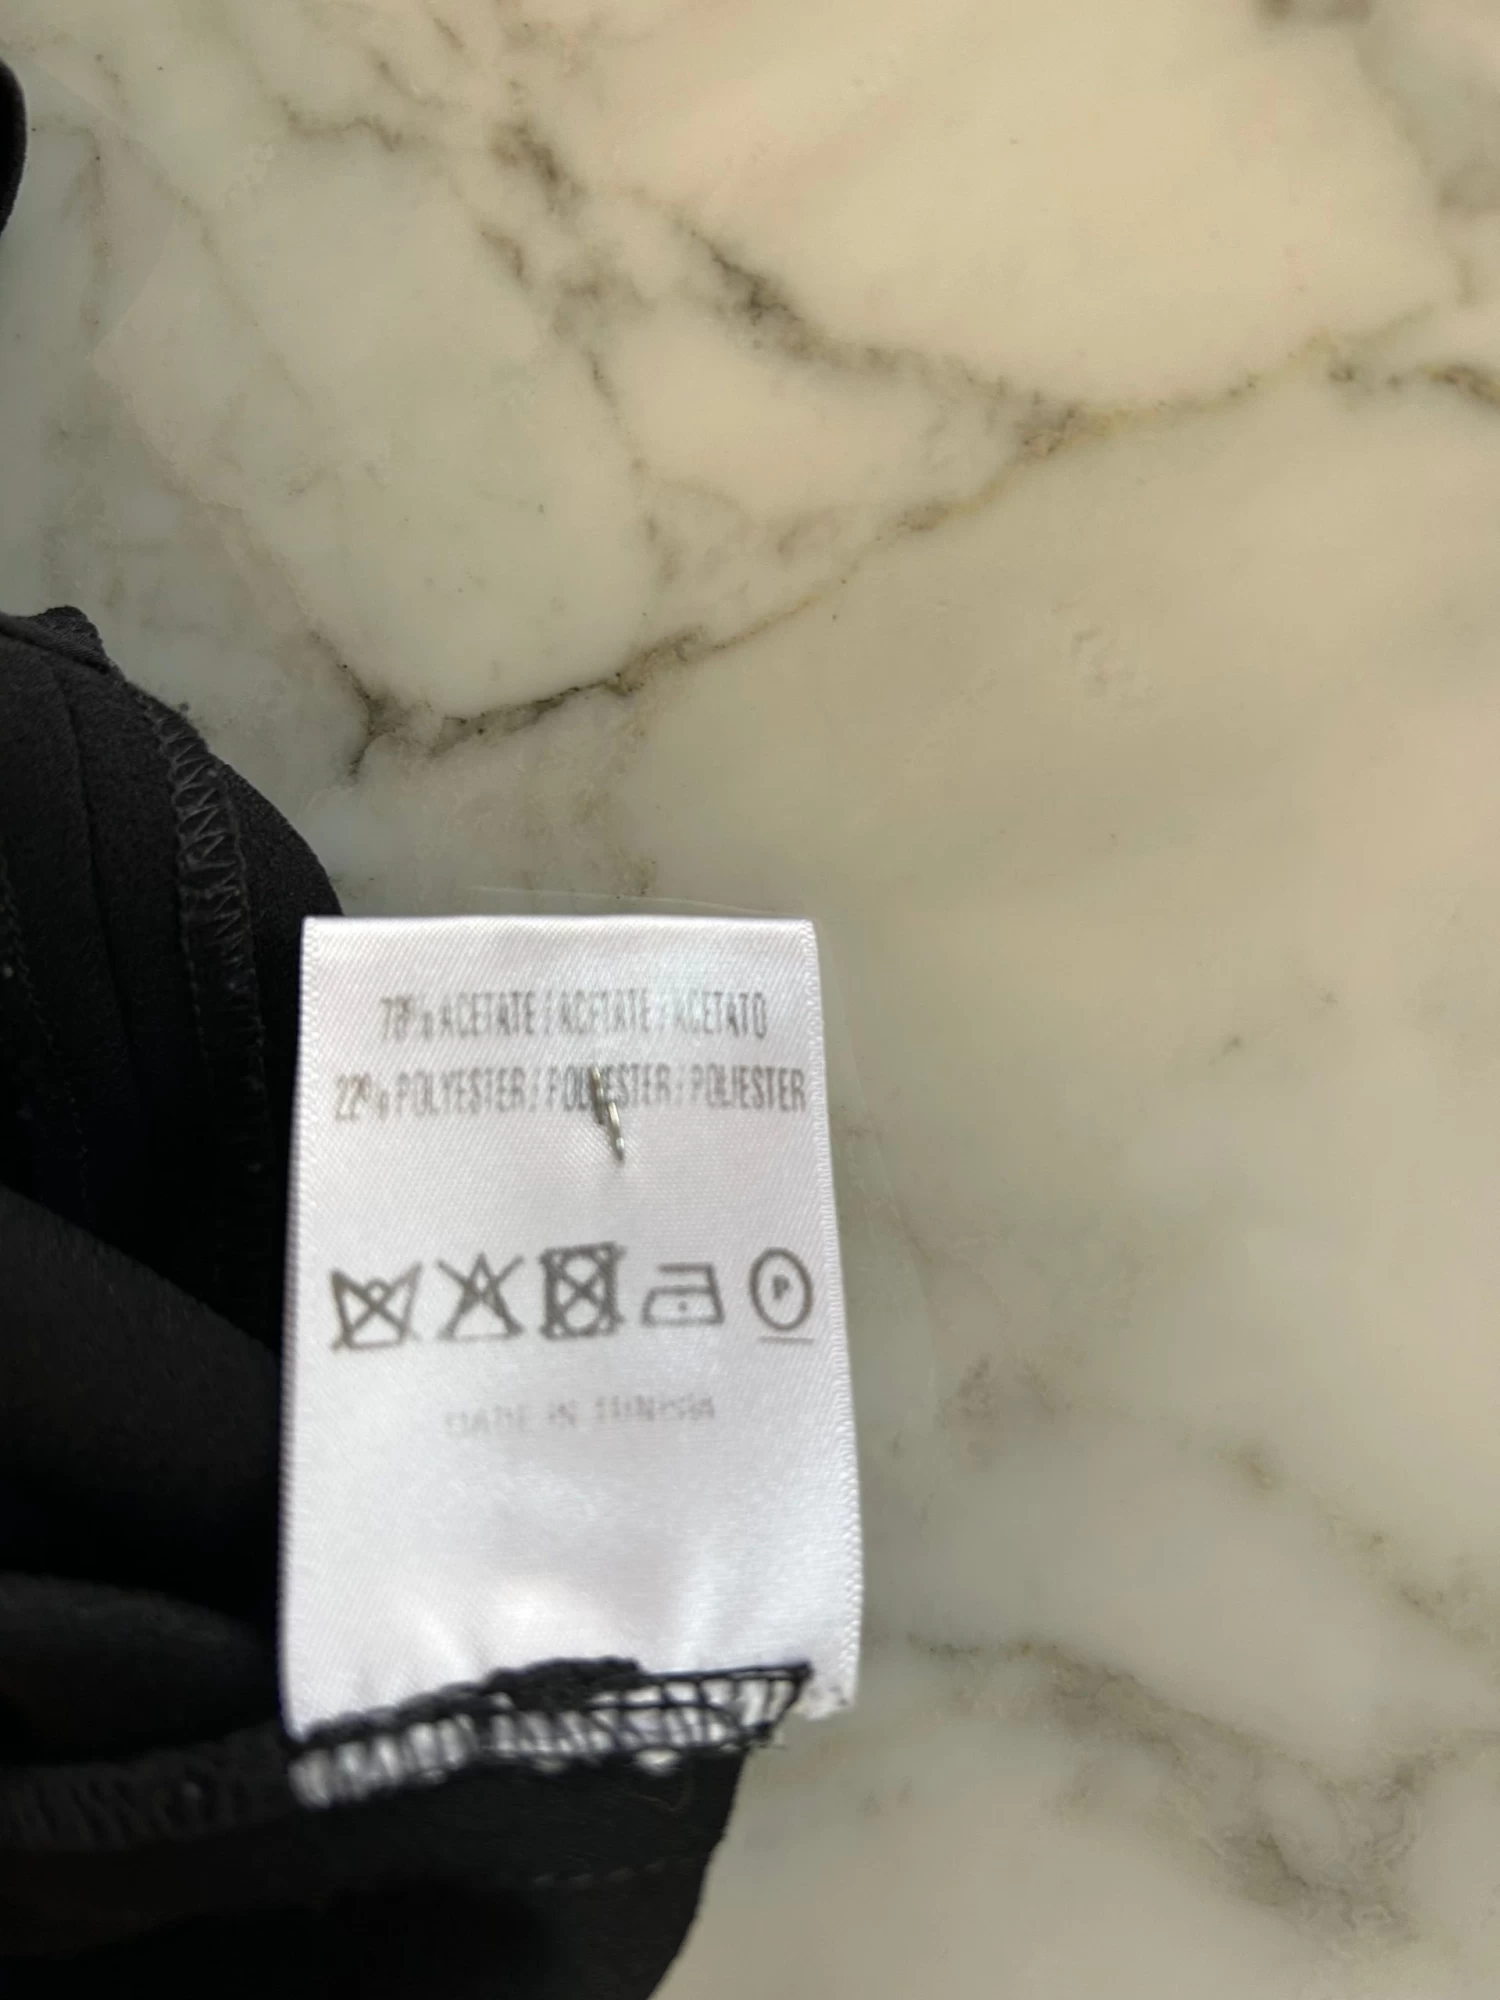 78% ACETATE / ACETATE / ACETATO
22% POLYESTER / POLYESTER / POLIESTER
P
MADE IN TUNISIA